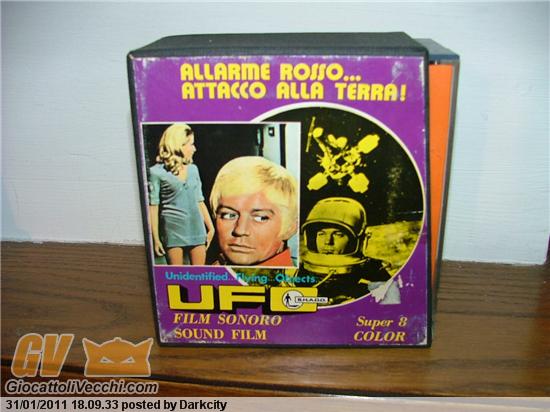 ALLARME ROSSO...
ATTACCO ALLA TERRA!
Unidentified...Flying...Objects...
UFO SHADO
FILM SONORO
SOUND FILM
Super 8
COLOR
GV
GiocattoliVecchi.com
31/01/2011 18.09.33 posted by Darkcity